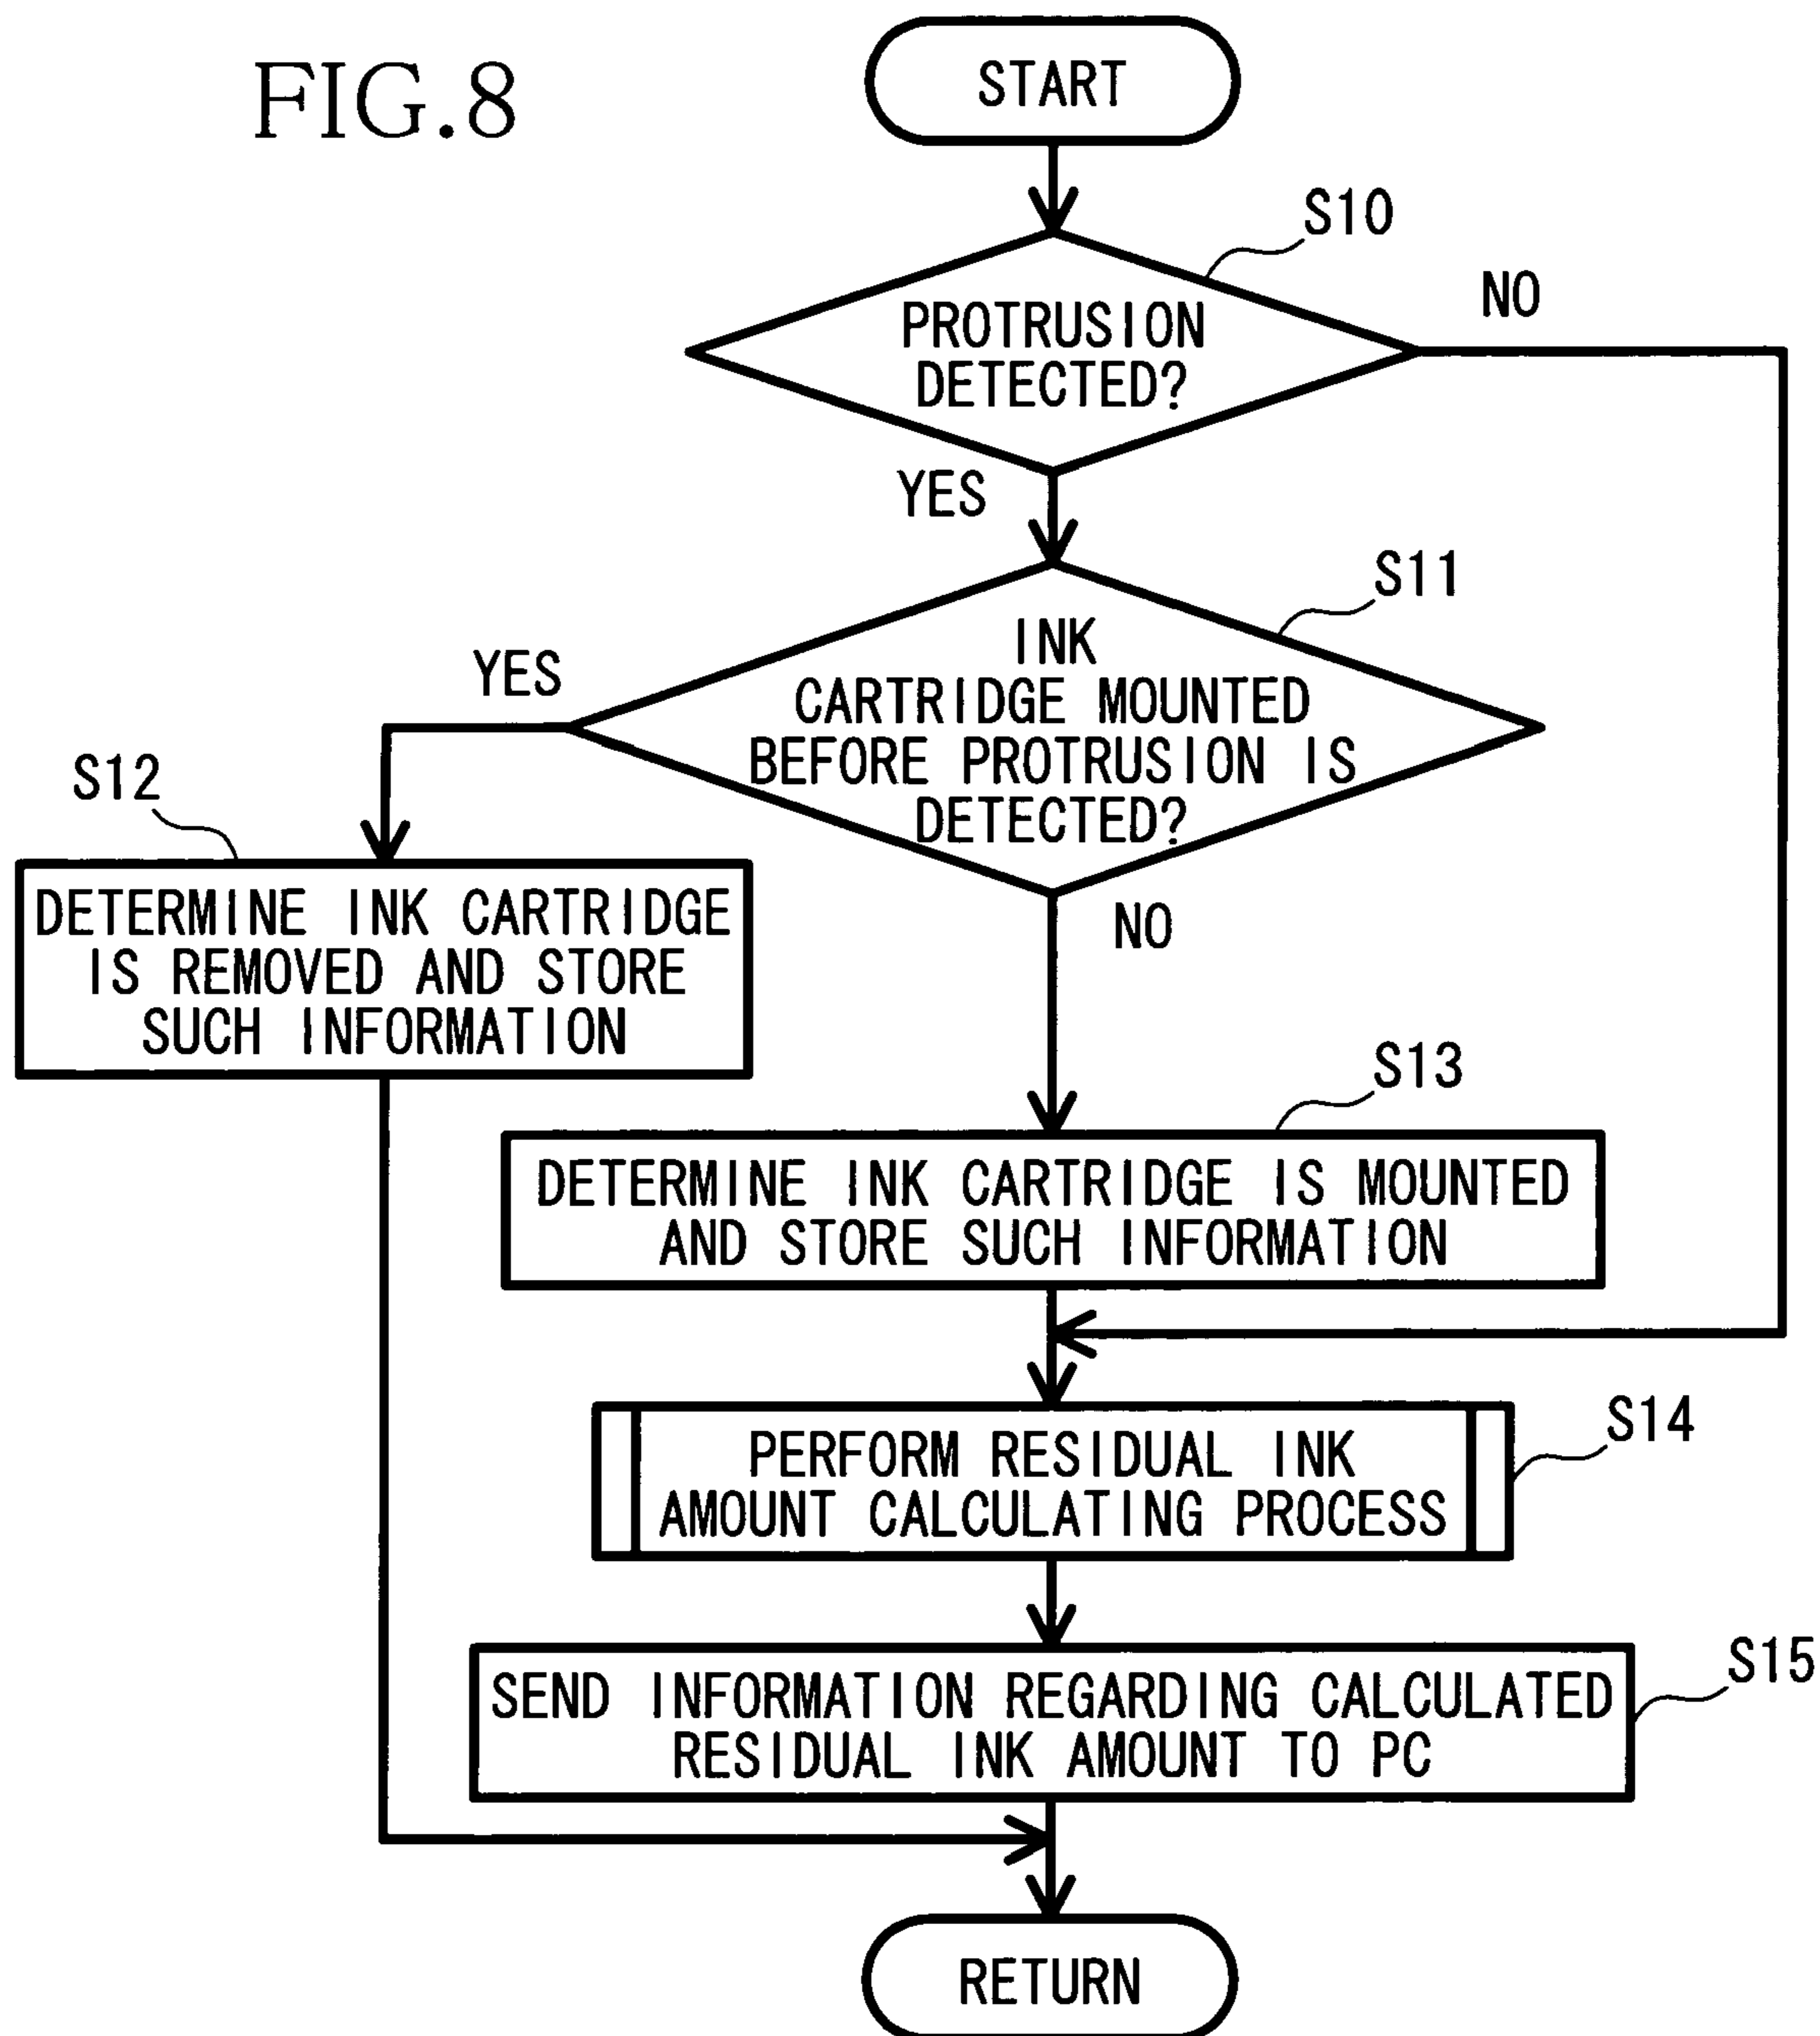 FIG.8
START
S10
PROTRUSION
DETECTED?
NO
YES
S11
INK
CARTRIDGE MOUNTED
BEFORE PROTRUSION IS
DETECTED?
YES
NO
S12
DETERMINE INK CARTRIDGE
IS REMOVED AND STORE
SUCH INFORMATION
S13
DETERMINE INK CARTRIDGE IS MOUNTED
AND STORE SUCH INFORMATION
S14
PERFORM RESIDUAL INK
AMOUNT CALCULATING PROCESS
S15
SEND INFORMATION REGARDING CALCULATED
RESIDUAL INK AMOUNT TO PC
RETURN